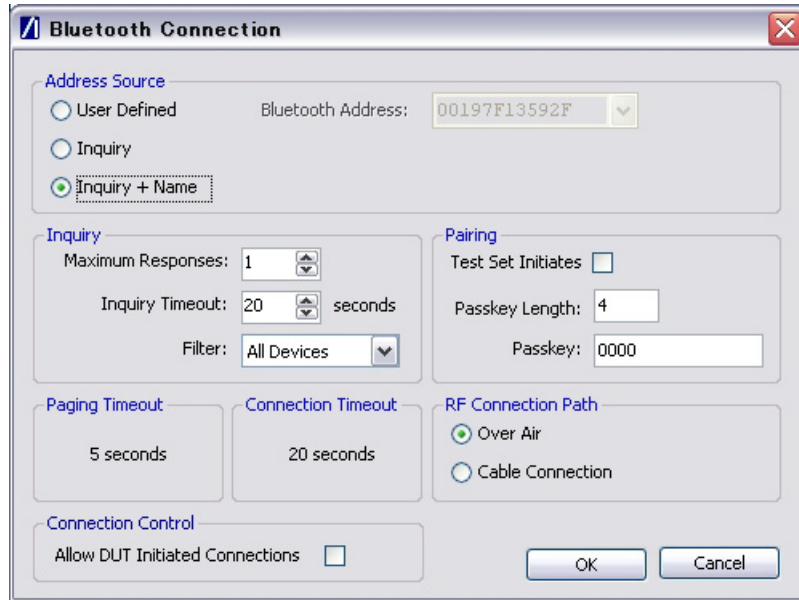 Bluetooth Connection
Address Source
User Defined
Bluetooth Address:
00197F13592F
Inquiry
Inquiry + Name
Inquiry
Maximum Responses:
1
Inquiry Timeout:
20
seconds
Filter:
All Devices
Pairing
Test Set Initiates
Passkey Length:
4
Passkey:
0000
Paging Timeout
5 seconds
Connection Timeout
20 seconds
RF Connection Path
Over Air
Cable Connection
Connection Control
Allow DUT Initiated Connections
OK
Cancel